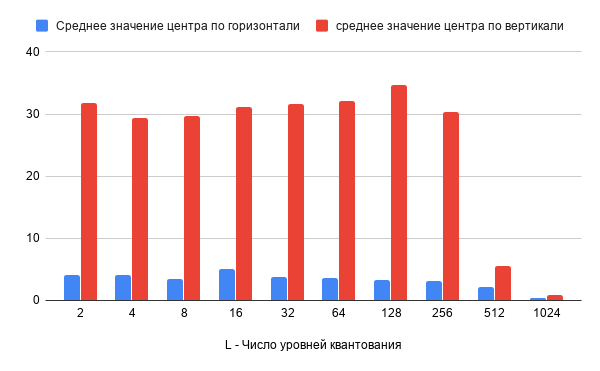 Среднее значение центра по горизонтали
среднее значение центра по вертикали
40
30
20
10
0
2 4 8 16 32 64 128 256 512 1024
L - Число уровней квантования